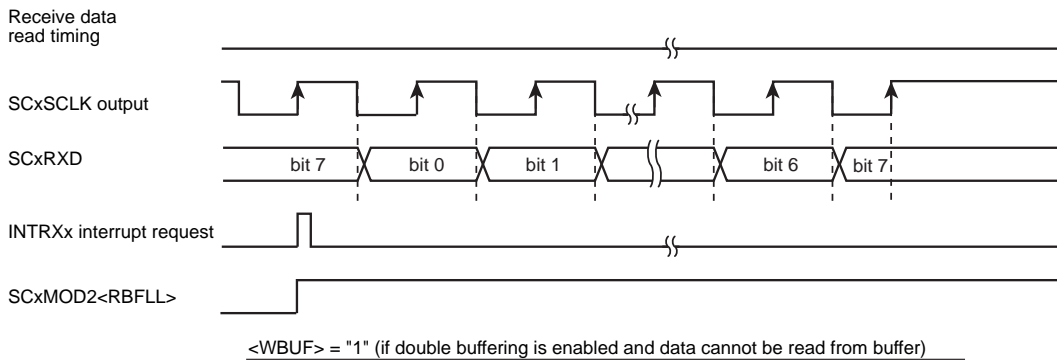 Receive data
read timing
SCxSCLK output
SCxRXD
bit 7 bit 0 bit 1 bit 6 bit 7
INTRXx interrupt request
SCxMOD2<RBFLL>
<WBUF> = "1" (if double buffering is enabled and data cannot be read from buffer)